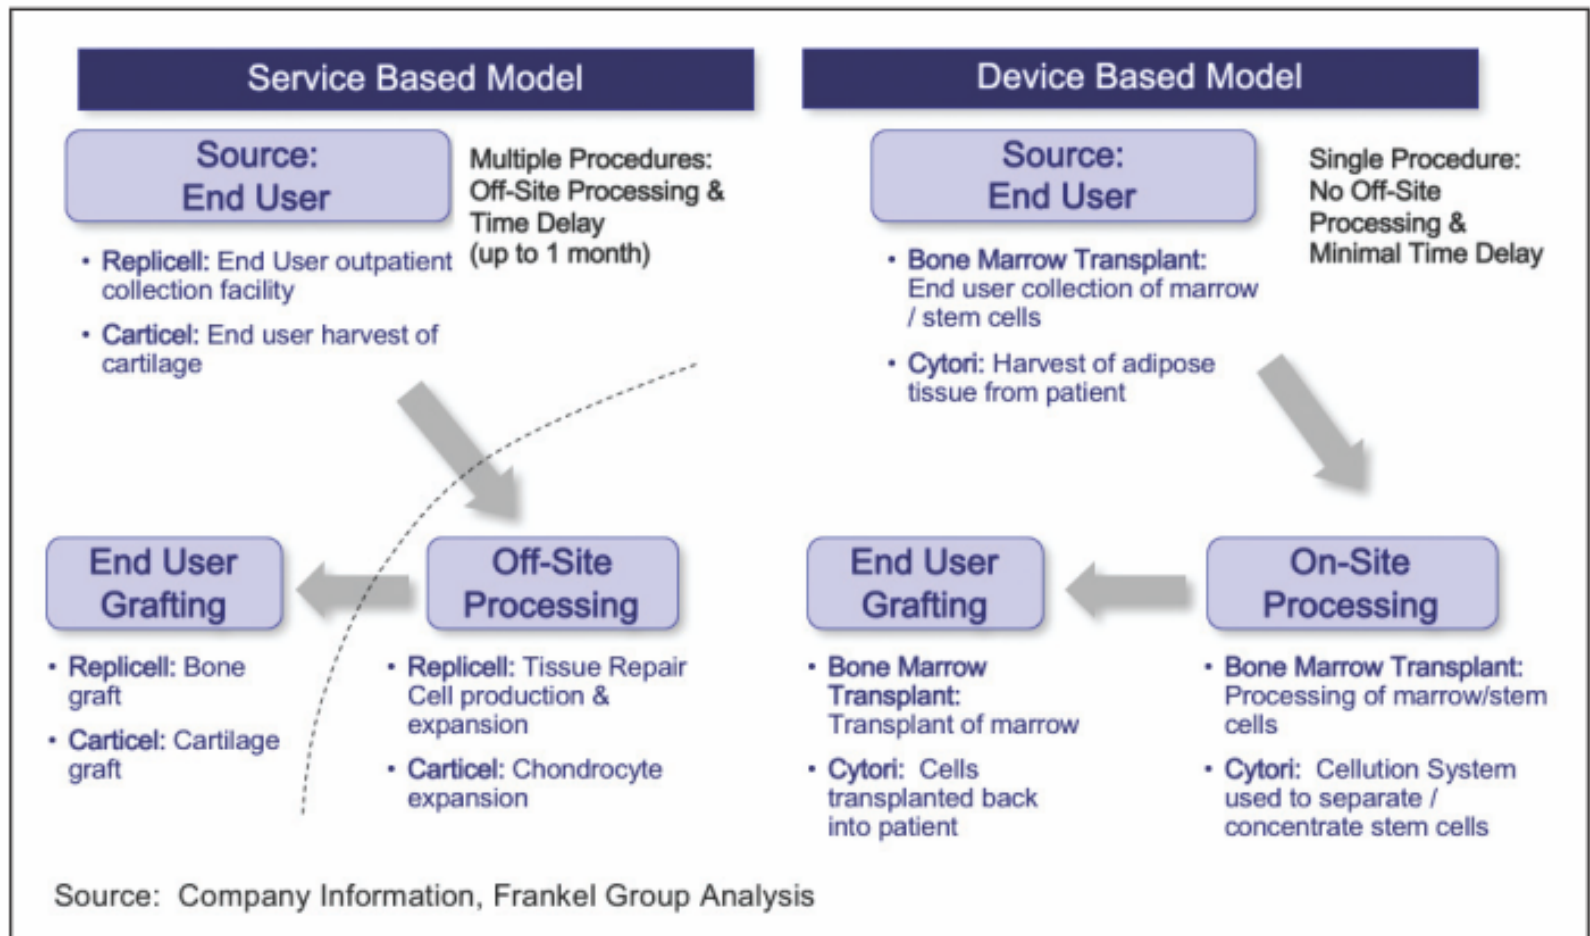 Service Based Model
Source:
End User
Multiple Procedures:
Off-Site Processing &
Time Delay
(up to 1 month)
• Replicell: End User outpatient
collection facility
• Carticel: End user harvest of
cartilage
End User
Grafting
Off-Site
Processing
• Replicell: Bone
graft
• Carticel: Cartilage
graft
• Replicell: Tissue Repair
Cell production &
expansion
• Carticel: Chondrocyte
expansion
Device Based Model
Source:
End User
Single Procedure:
No Off-Site
Processing &
Minimal Time Delay
• Bone Marrow Transplant:
End user collection of marrow
/ stem cells
• Cytori: Harvest of adipose
tissue from patient
End User
Grafting
On-Site
Processing
• Bone Marrow
Transplant:
Transplant of marrow
• Cytori: Cells
transplanted back
into patient
• Bone Marrow Transplant:
Processing of marrow/stem
cells
• Cytori: Cellution System
used to separate /
concentrate stem cells
Source: Company Information, Frankel Group Analysis